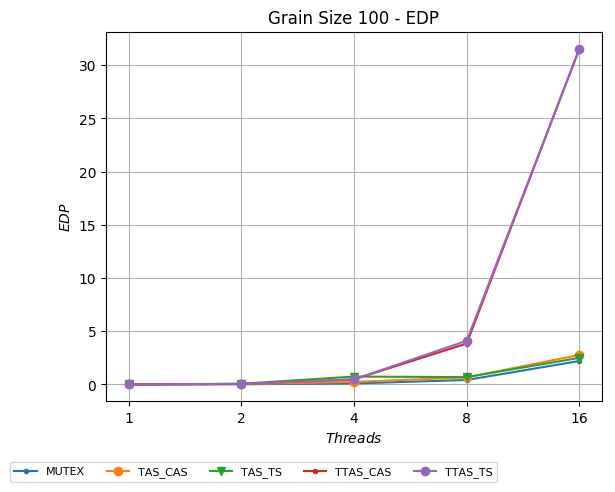 Grain Size 100 - EDP
30
25
20
15
10
5
0
EDP
1 2 4 8 16
Threads
MUTEX TAS_CAS TAS_TS TTAS_CAS TTAS_TS